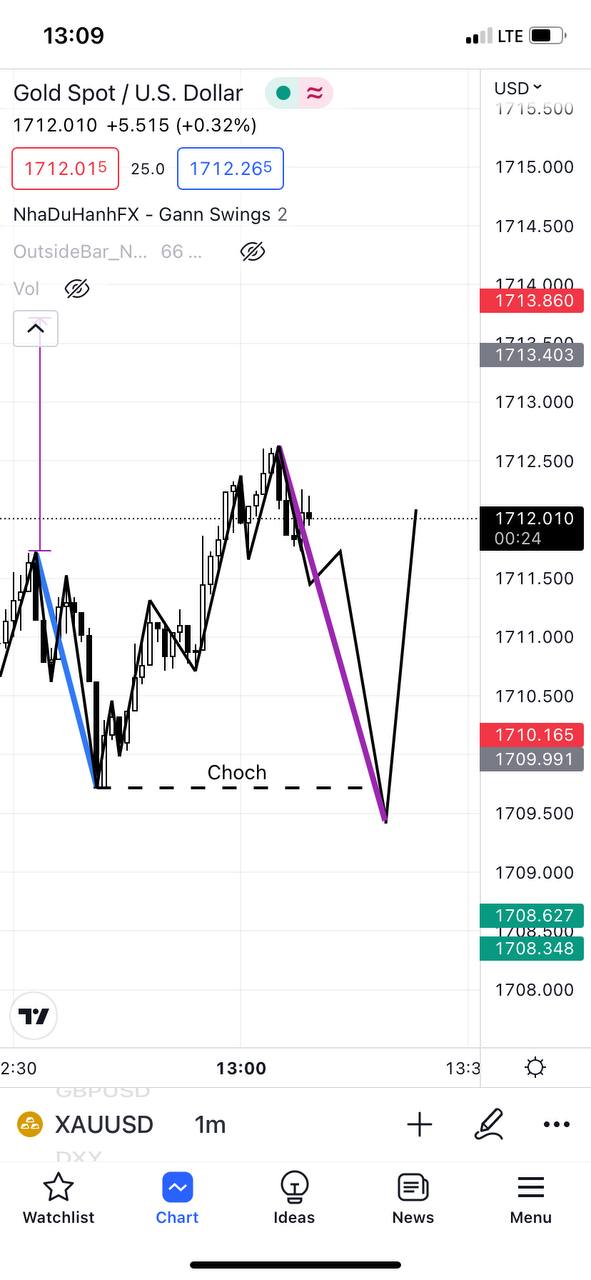 13:09
LTE
Gold Spot / U.S. Dollar
USD
1715.500
1712.010 +5.515 (+0.32%)
1712.015 25.0 1712.265
1715.000
NhaDuHanhFX - Gann Swings 2
1714.500
OutsideBar_N... 66 ...
Vol
1714.000
1713.860
1713.500
1713.403
1713.000
1712.500
1712.010
00:24
1711.500
1711.000
1710.500
1710.165
1709.991
Choch
1709.500
1709.000
1708.627
1708.500
1708.348
1708.000
2:30 13:00 13:3
GBPUSD
XAUUSD 1m
DXY
Watchlist Chart Ideas News Menu